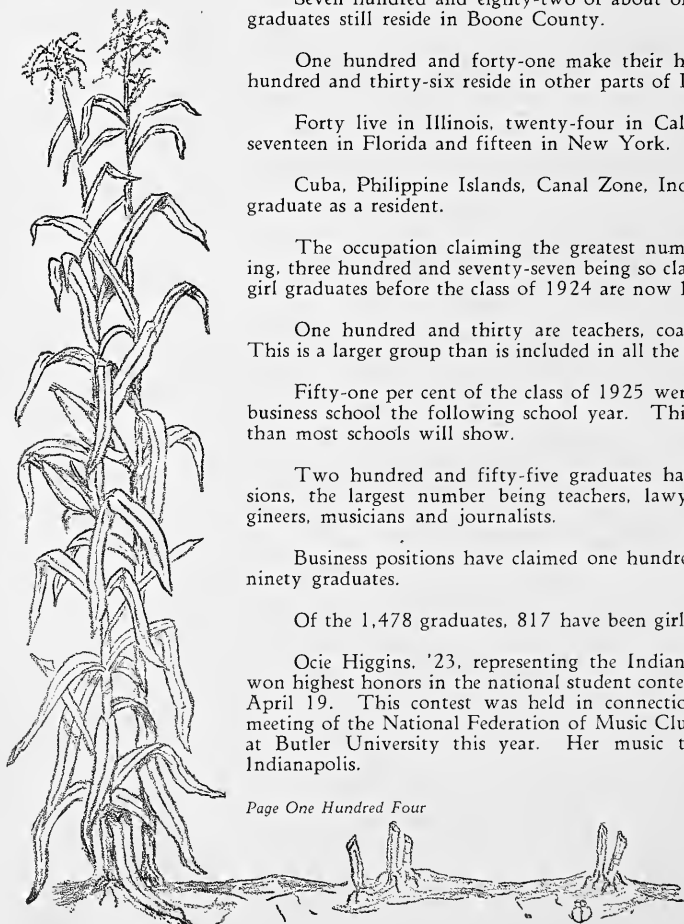 Seven hundred and eighty-two or about o
graduates still reside in Boone County.
One hundred and forty-one make their h
hundred and thirty-six reside in other parts of I
Forty live in Illinois, twenty-four in Cal
seventeen in Florida and fifteen in New York.
Cuba, Philippine Islands, Canal Zone, Ind
graduate as a resident.
The occupation claiming the greatest num
ing, three hundred and seventy-seven being so cla
girl graduates before the class of 1924 are now
One hundred and thirty are teachers, coa
This is a larger group than is included in all the
Fifty-one per cent of the class of 1925 wer
business school the following school year. Thi
than most schools will show.
Two hundred and fifty-five graduates ha
sions, the largest number being teachers, lawy
gineers, musicians and journalists.
Business positions have claimed one hundre
ninety graduates.
Of the 1,478 graduates, 817 have been girl
Ocie Higgins, '23, representing the Indian
won highest honors in the national student conte
April 19. This contest was held in connectio
meeting of the National Federation of Music Clu
at Butler University this year. Her music t
Indianapolis.
Page One Hundred Four